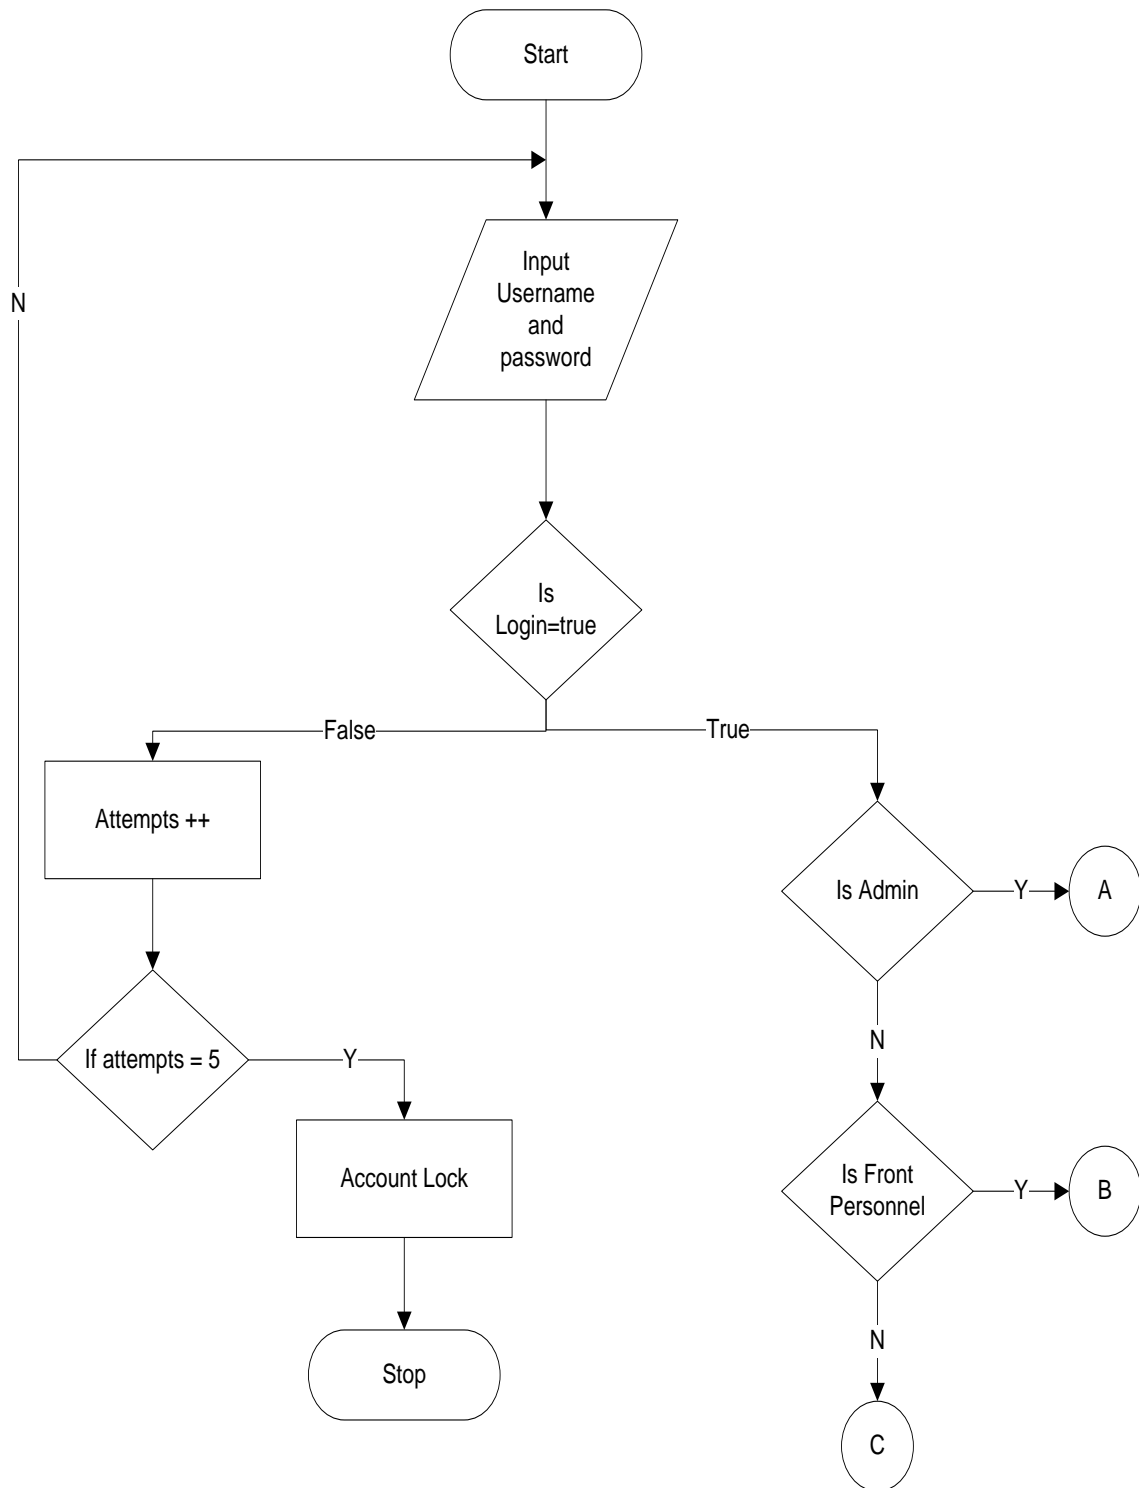 Start
N
Input
Username
and
password
Is
Login=true
False
True
Attempts ++
Is Admin
Y
A
N
If attempts = 5
Y
Account Lock
Is Front
Personnel
Y
B
N
Stop
C